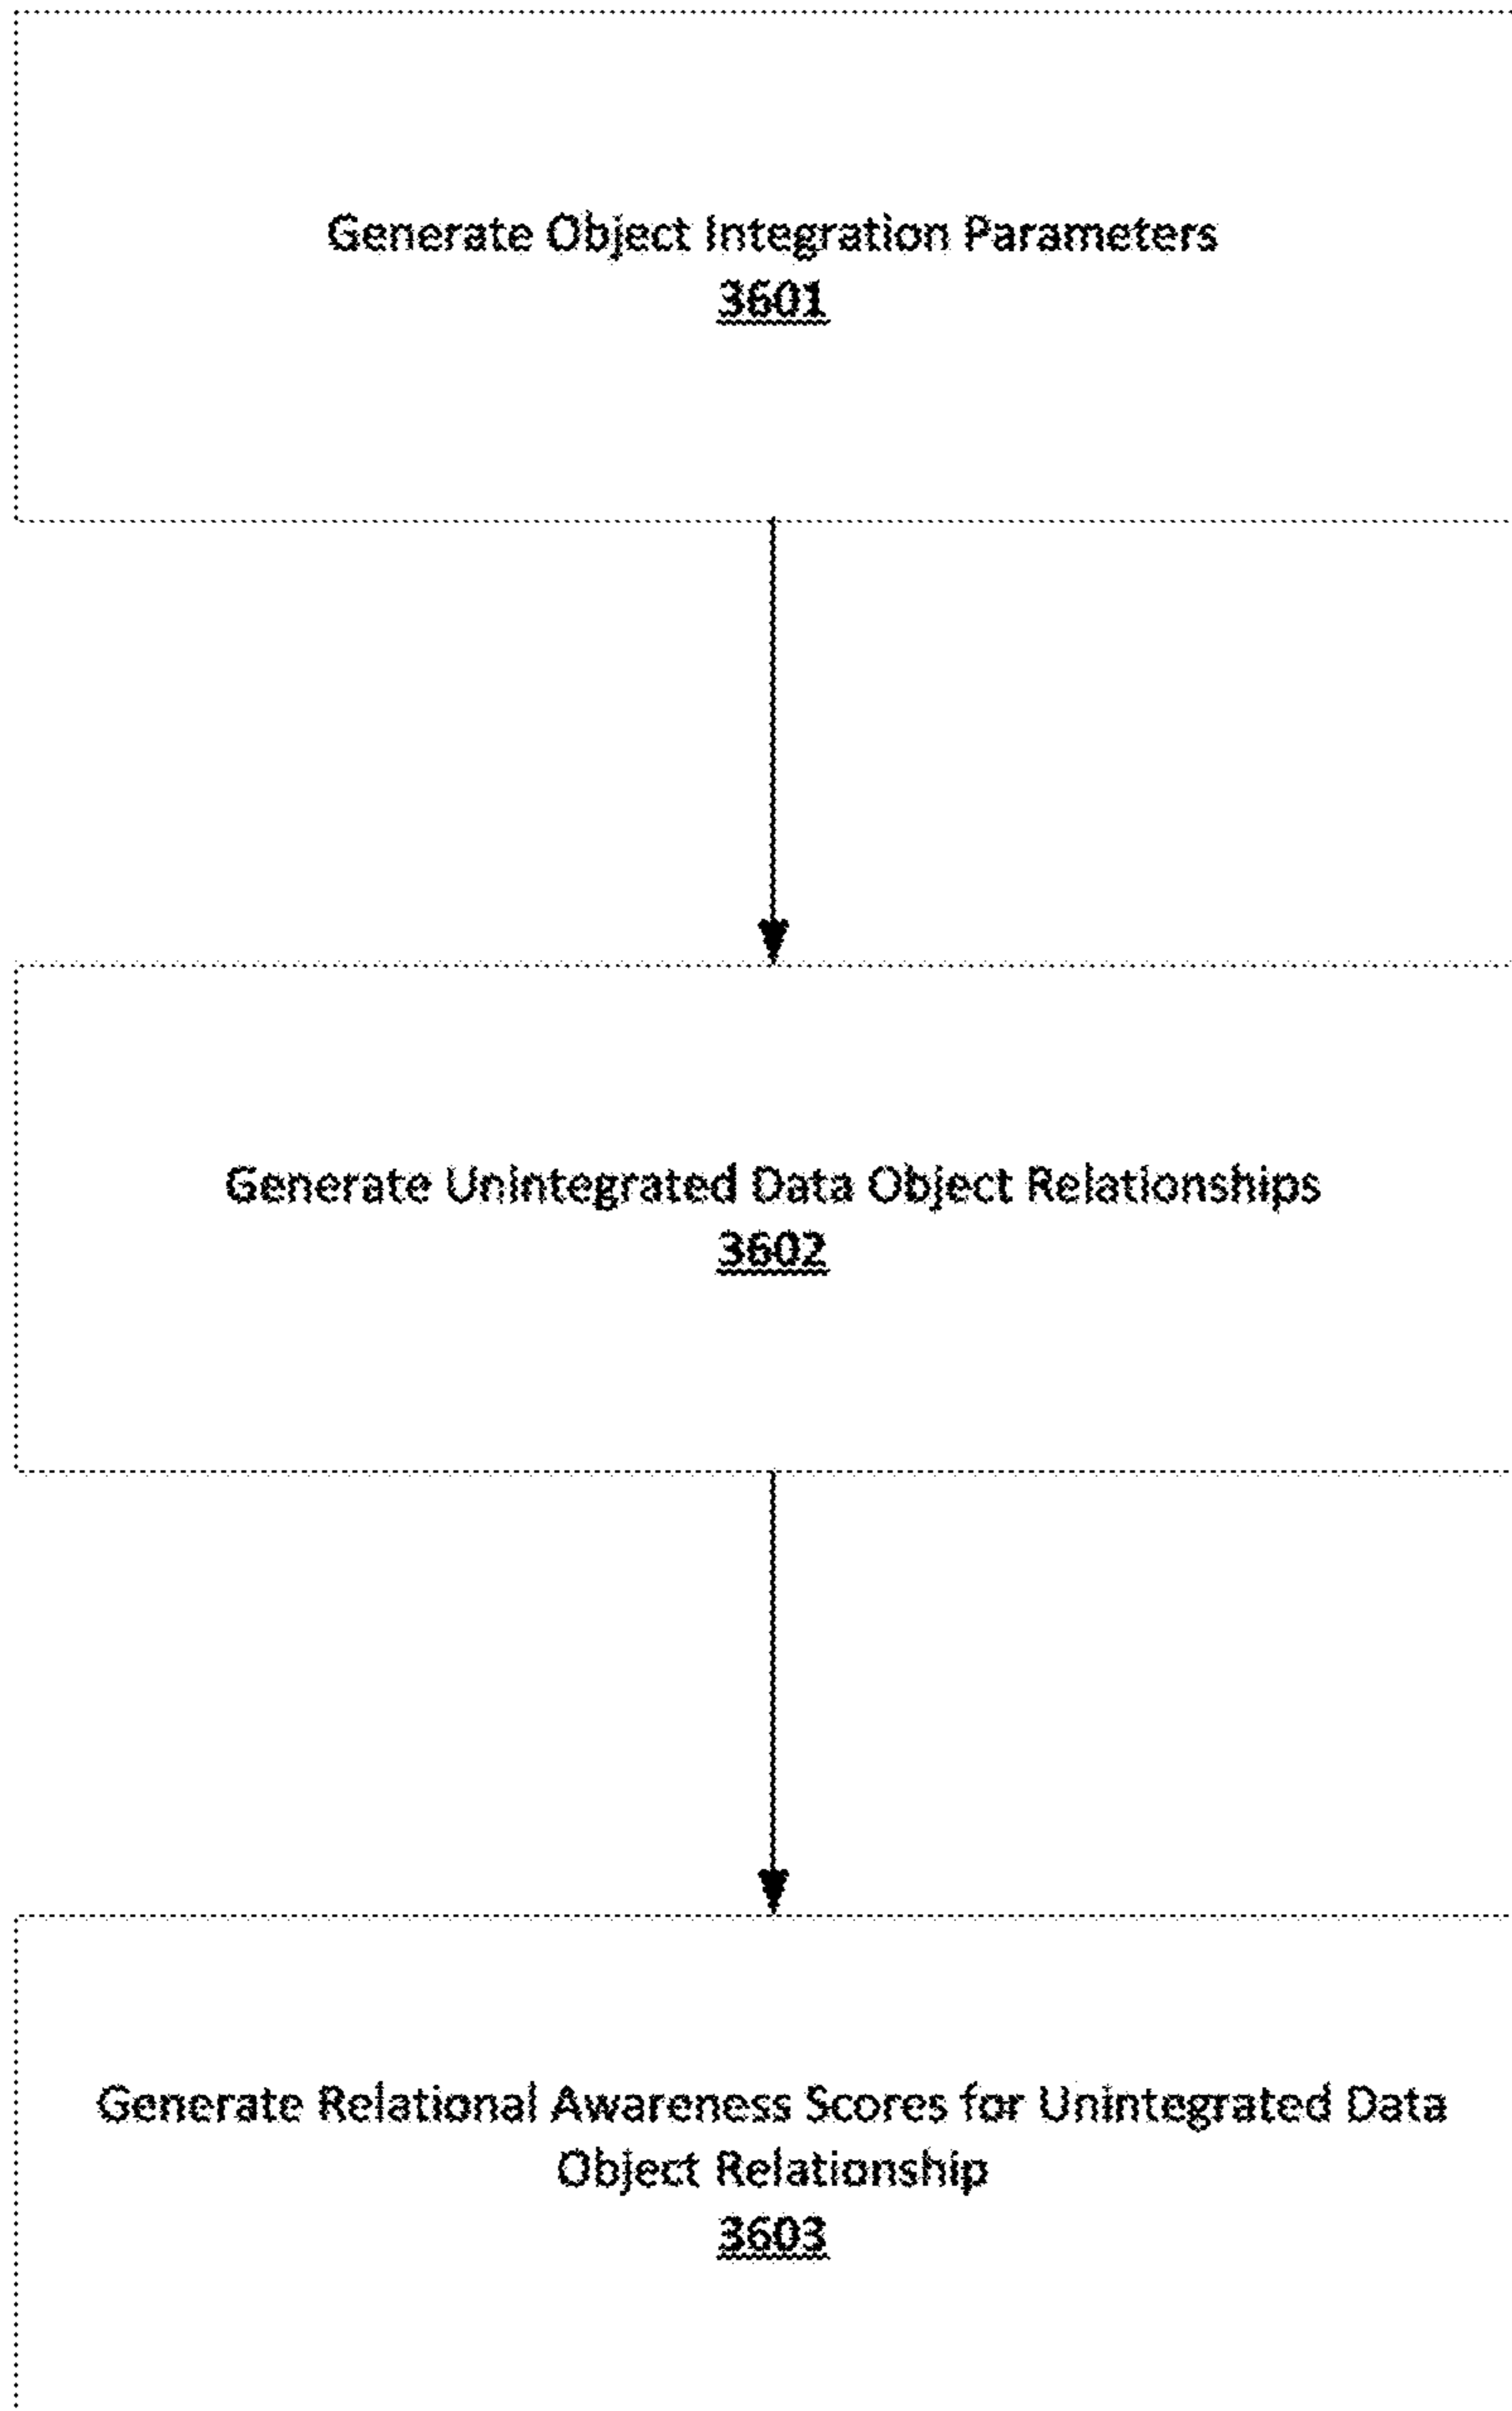 Generate Object Integration Parameters
3601
Generate Unintegrated Data Object Relationships
3602
Generate Relational Awareness Scores for Unintegrated Data
Object Relationship
3603